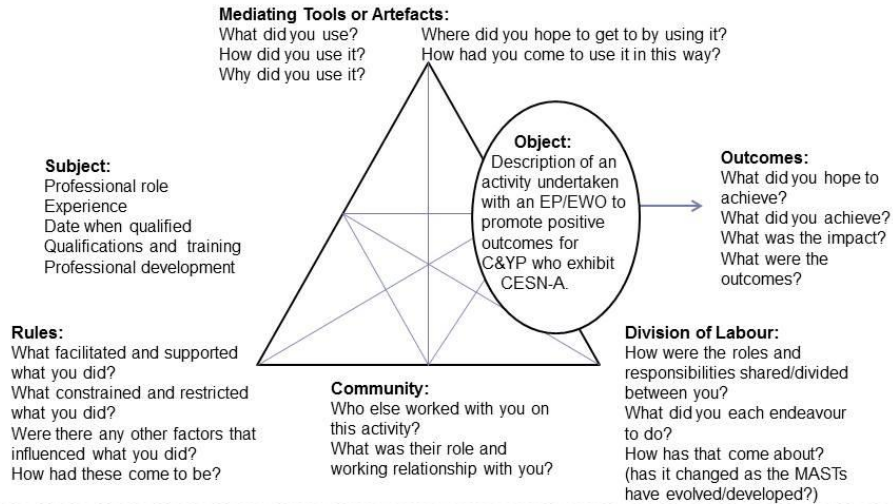 Mediating Tools or Artefacts:
What did you use?
How did you use it?
Why did you use it?
Where did you hope to get to by using it?
How had you come to use it in this way?
Subject:
Professional role
Experience
Date when qualified
Qualifications and training
Professional development
Object:
Description of an
activity undertaken
with an EP/EWO to
promote positive
outcomes for
C&YP who exhibit
CESN-A.
Outcomes:
What did you hope to
achieve?
What did you achieve?
What was the impact?
What were the
outcomes?
Rules:
What facilitated and supported
what you did?
What constrained and restricted
what you did?
Were there any other factors that
influenced what you did?
How had these come to be?
Community:
Who else worked with you on
this activity?
What was their role and
working relationship with you?
Division of Labour:
How were the roles and
responsibilities shared/divided
between you?
What did you each endeavour
to do?
How has that come about?
(has it changed as the MASTs
have evolved/developed?)